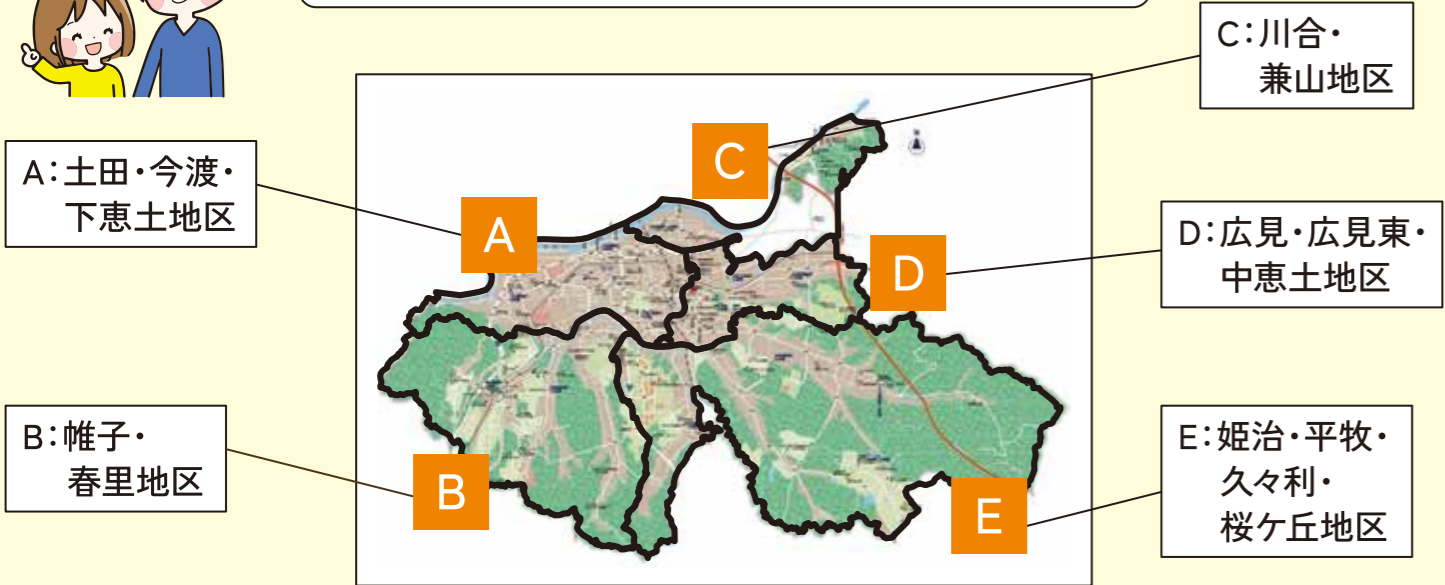 C:川合・
兼山地区
A:土田・今渡・
下恵土地区
C
A
D:広見・広見東・
中恵土地区
D
B:帷子・
春里地区
B
E:姫治・平牧・
久々利・
桜ケ丘地区
E